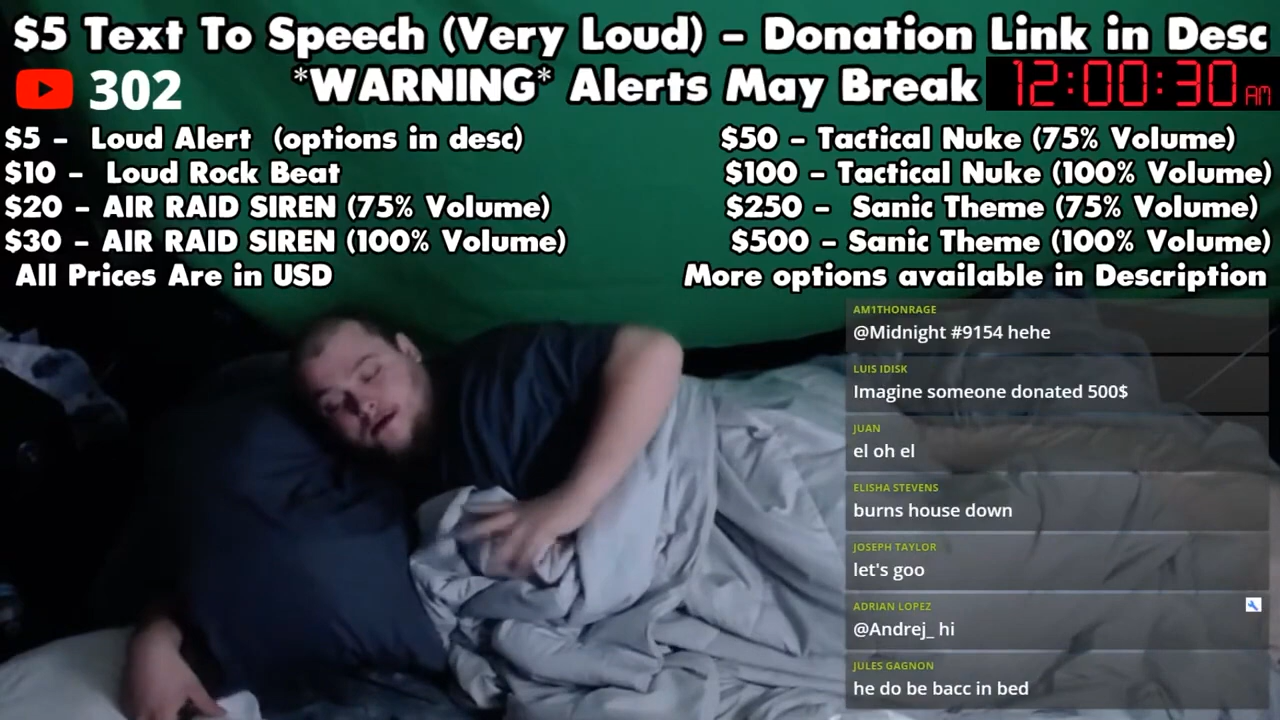 $5 Text To Speech (Very Loud) – Donation Link in Desc
302
*WARNING* Alerts May Break
12:00:30 AM
$5 – Loud Alert (options in desc)
$10 – Loud Rock Beat
$20 – AIR RAID SIREN (75% Volume)
$30 – AIR RAID SIREN (100% Volume)
All Prices Are in USD
$50 – Tactical Nuke (75% Volume)
$100 – Tactical Nuke (100% Volume)
$250 – Sanic Theme (75% Volume)
$500 – Sanic Theme (100% Volume)
More options available in Description
AM1THONRAGE
@Midnight #9154 hehe
LUIS IDISK
Imagine someone donated 500$
JUAN
el oh el
ELISHA STEVENS
burns house down
JOSEPH TAYLOR
let's goo
ADRIAN LOPEZ
@Andrej_ hi
JULES GAGNON
he do be bacc in bed